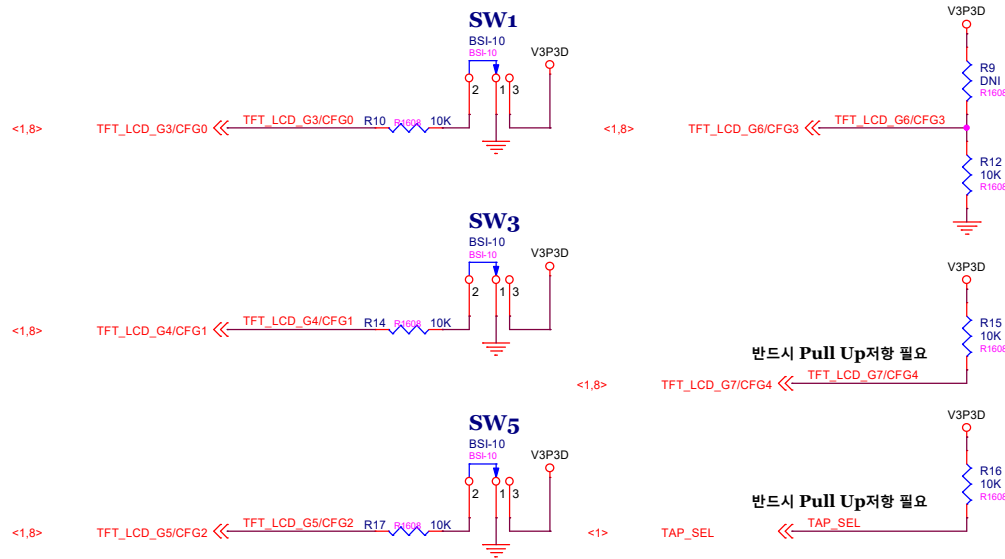 SW1
BSI-10
BSI-10
V3P3D
2
1
3
<1,8>
TFT_LCD_G3/CFG0
TFT_LCD_G3/CFG0
R10
R1608
10K
V3P3D
R9
DNI
R1608
<1,8>
TFT_LCD_G6/CFG3
TFT_LCD_G6/CFG3
R12
10K
R1608
SW3
BSI-10
BSI-10
V3P3D
2
1
3
<1,8>
TFT_LCD_G4/CFG1
TFT_LCD_G4/CFG1
R14
R1608
10K
V3P3D
R15
10K
R1608
반드시 Pull Up저항 필요
<1,8>
TFT_LCD_G7/CFG4
TFT_LCD_G7/CFG4
SW5
BSI-10
BSI-10
V3P3D
2
1
3
<1,8>
TFT_LCD_G5/CFG2
TFT_LCD_G5/CFG2
R17
R1608
10K
V3P3D
R16
10K
R1608
반드시 Pull Up저항 필요
<1>
TAP_SEL
TAP_SEL